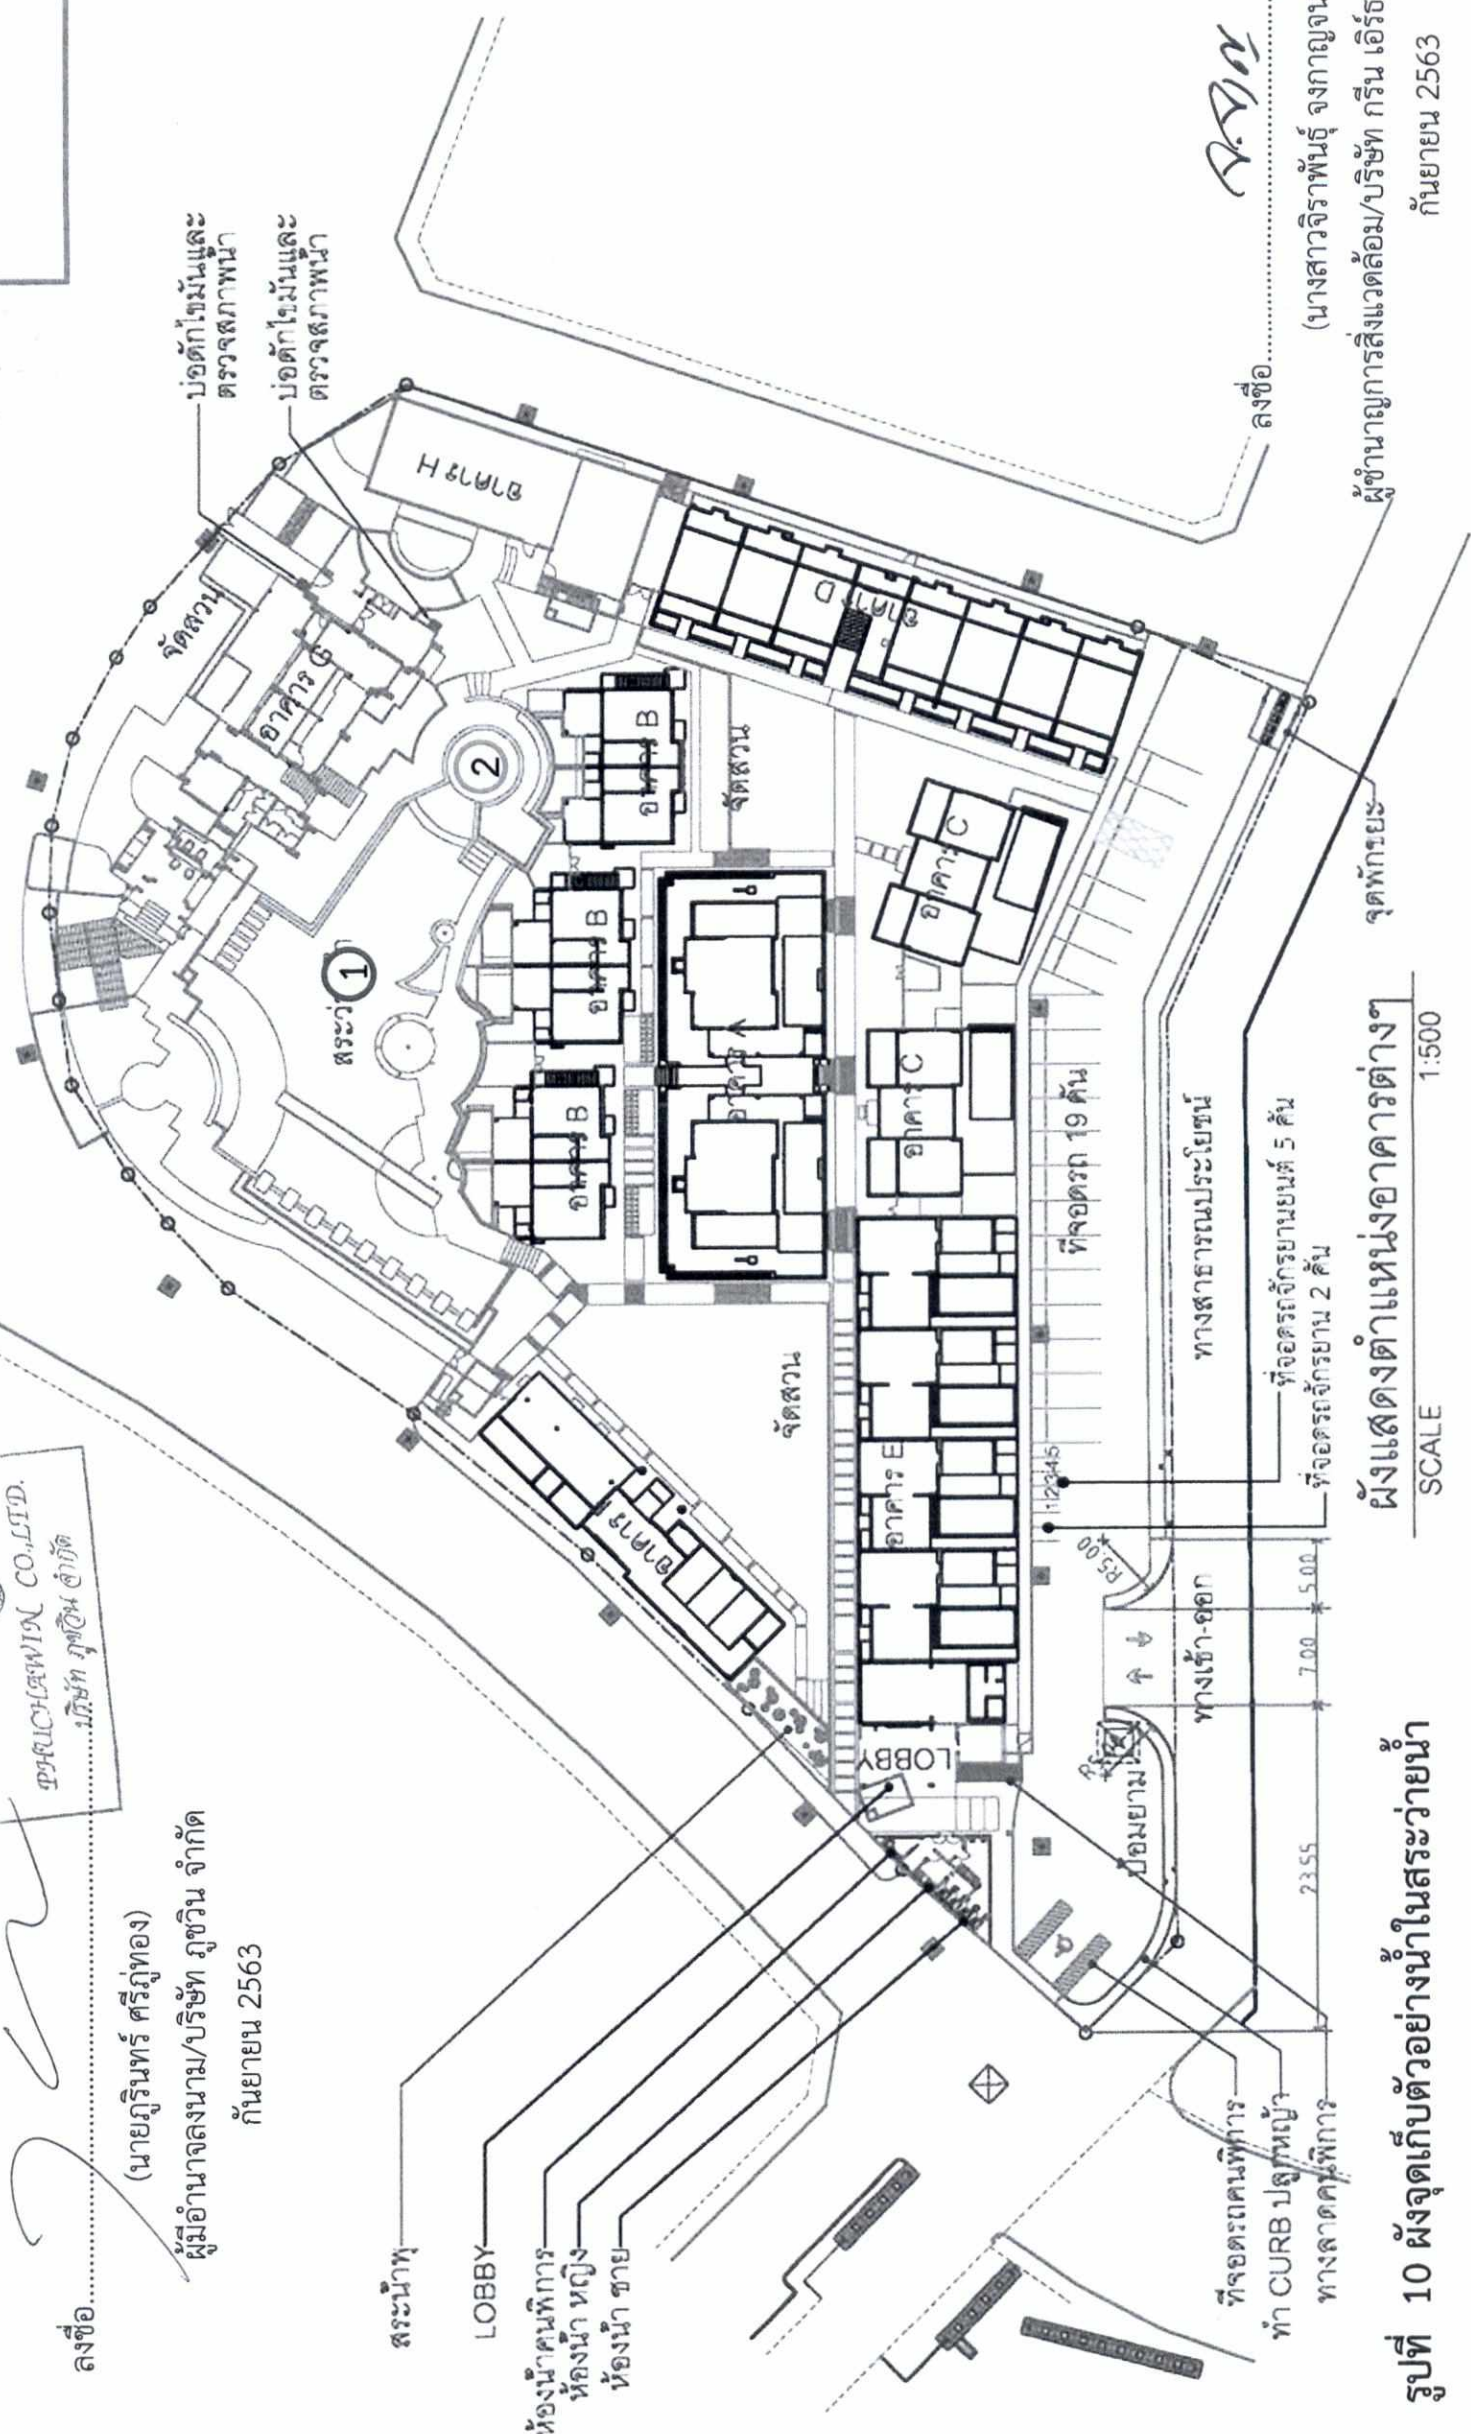 ลงชื่อ
PHUCHAWIN CO.,LTD.
บริษัท ภูชวิน จำกัด
(นายภูรินทร์ ศรีภู่ทอง)
ผู้มีอำนาจลงนาม/บริษัท ภูชวิน จำกัด
กันยายน 2563
บ่อดักไขมันและ
ตรวจสภาพน้ำ
บ่อดักไขมันและ
ตรวจสภาพน้ำ
จัดสวน
อาคาร G
อาคาร H
สระว่
1
2
อาคาร B
อาคาร B
อาคาร B
อาคาร D
จัดสวน
อาคาร A
อาคาร C
อาคาร C
จัดสวน
อาคาร
อาคาร E
LOBBY
ที่จอดรถ 19 คัน
12345
R5.00
ป้อมยาม
ทางเข้า-ออก
ทางสาธารณประโยชน์
ที่จอดรถจักรยานยนต์ 5 คัน
ที่จอดรถจักรยาน 2 คัน
จุดพักขยะ
23.55
7.00
5.00
สระน้ำพุ
LOBBY
ห้องน้ำคนพิการ
ห้องน้ำ หญิง
ห้องน้ำ ชาย
ที่จอดรถคนพิการ
ทำ CURB ปลูกหญ้า
ทางลาดคนพิการ
ผังแสดงตำแหน่งอาคารต่างๆ
SCALE 1:500
ลงชื่อ
(นางสาวจิราพันธุ์ จงกาญจน
ผู้ชำนาญการสิ่งแวดล้อม/บริษัท กรีน เอิร์ธ
กันยายน 2563
รูปที่ 10 ผังจุดเก็บตัวอย่างน้ำในสระว่ายน้ำ